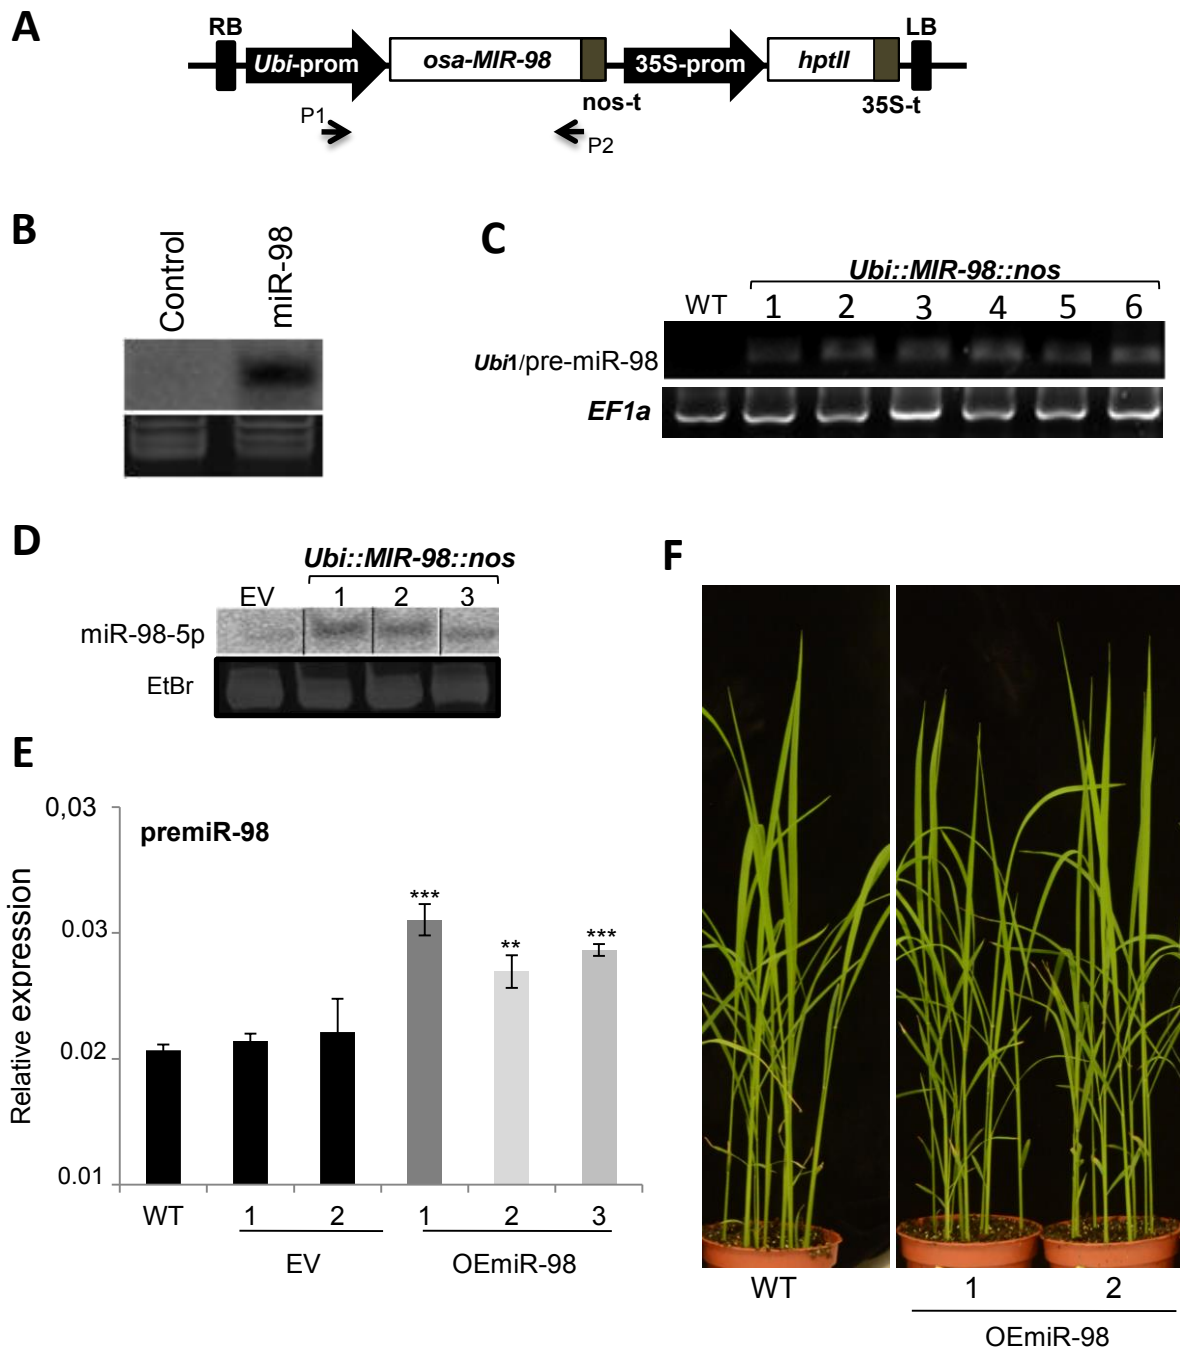 A
RB
LB
Ubi-prom
osa-MIR-98
35S-prom
hptII
nos-t
35S-t
P1
P2
B
Control
miR-98
C
Ubi::MIR-98::nos
WT 1 2 3 4 5 6
Ubi1/pre-miR-98
EF1a
D
Ubi::MIR-98::nos
EV 1 2 3
miR-98-5p
EtBr
E
premiR-98
Relative expression
0,03
0.03
0.02
0.01
***
**
***
WT 1 2 1 2 3
EV OEmiR-98
F
WT 1 2
OEmiR-98